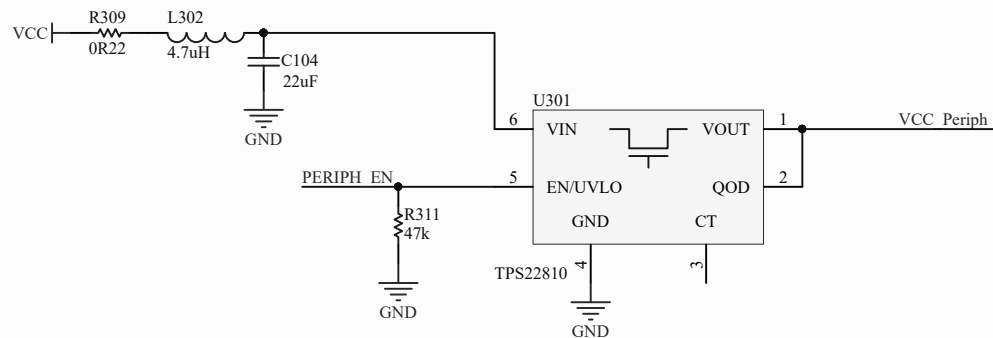 R309
L302
VCC
0R22
4.7uH
C104
22uF
GND
U301
6
VIN
VOUT
1
VCC_Periph
PERIPH_EN
5
EN/UVLO
QOD
2
R311
47k
GND
CT
TPS22810
4
3
GND
GND